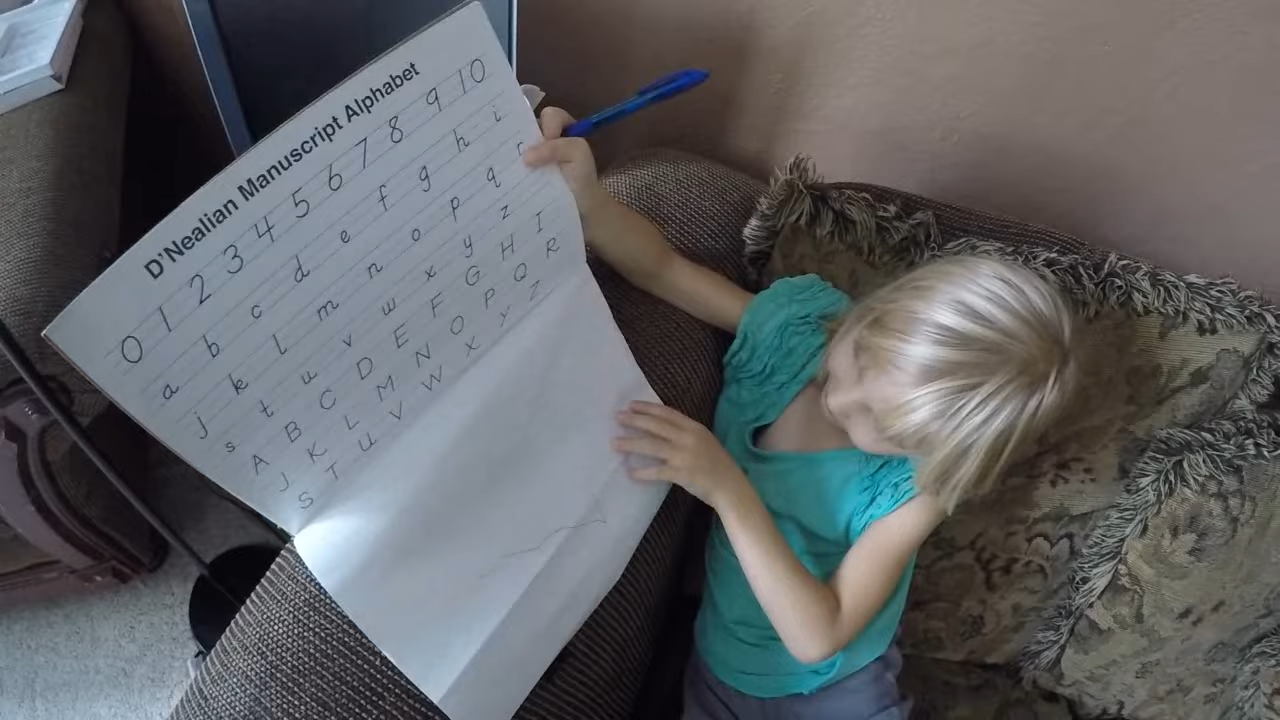 D'Nealian Manuscript Alphabet
0 1 2 3 4 5 6 7 8 9 10
a b c d e f g h i
j k l m n o p q r
s t u v w x y z
A B C D E F G H I
J K L M N O P Q R
S T U V W X Y Z